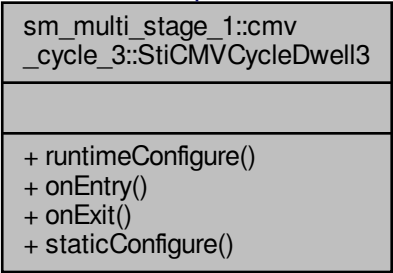 sm_multi_stage_1::cmv
_cycle_3::StiCMVCycleDwell3
+ runtimeConfigure()
+ onEntry()
+ onExit()
+ staticConfigure()